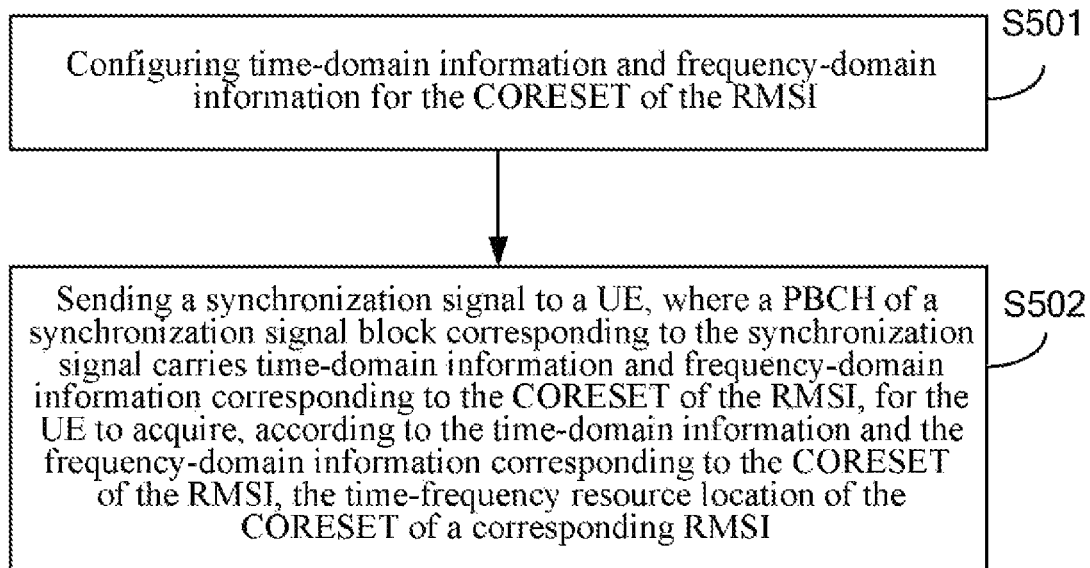 S501
Configuring time-domain information and frequency-domain
information for the CORESET of the RMSI
S502
Sending a synchronization signal to a UE, where a PBCH of a
synchronization signal block corresponding to the synchronization
signal carries time-domain information and frequency-domain
information corresponding to the CORESET of the RMSI, for the
UE to acquire, according to the time-domain information and the
frequency-domain information corresponding to the CORESET
of the RMSI, the time-frequency resource location of the
CORESET of a corresponding RMSI